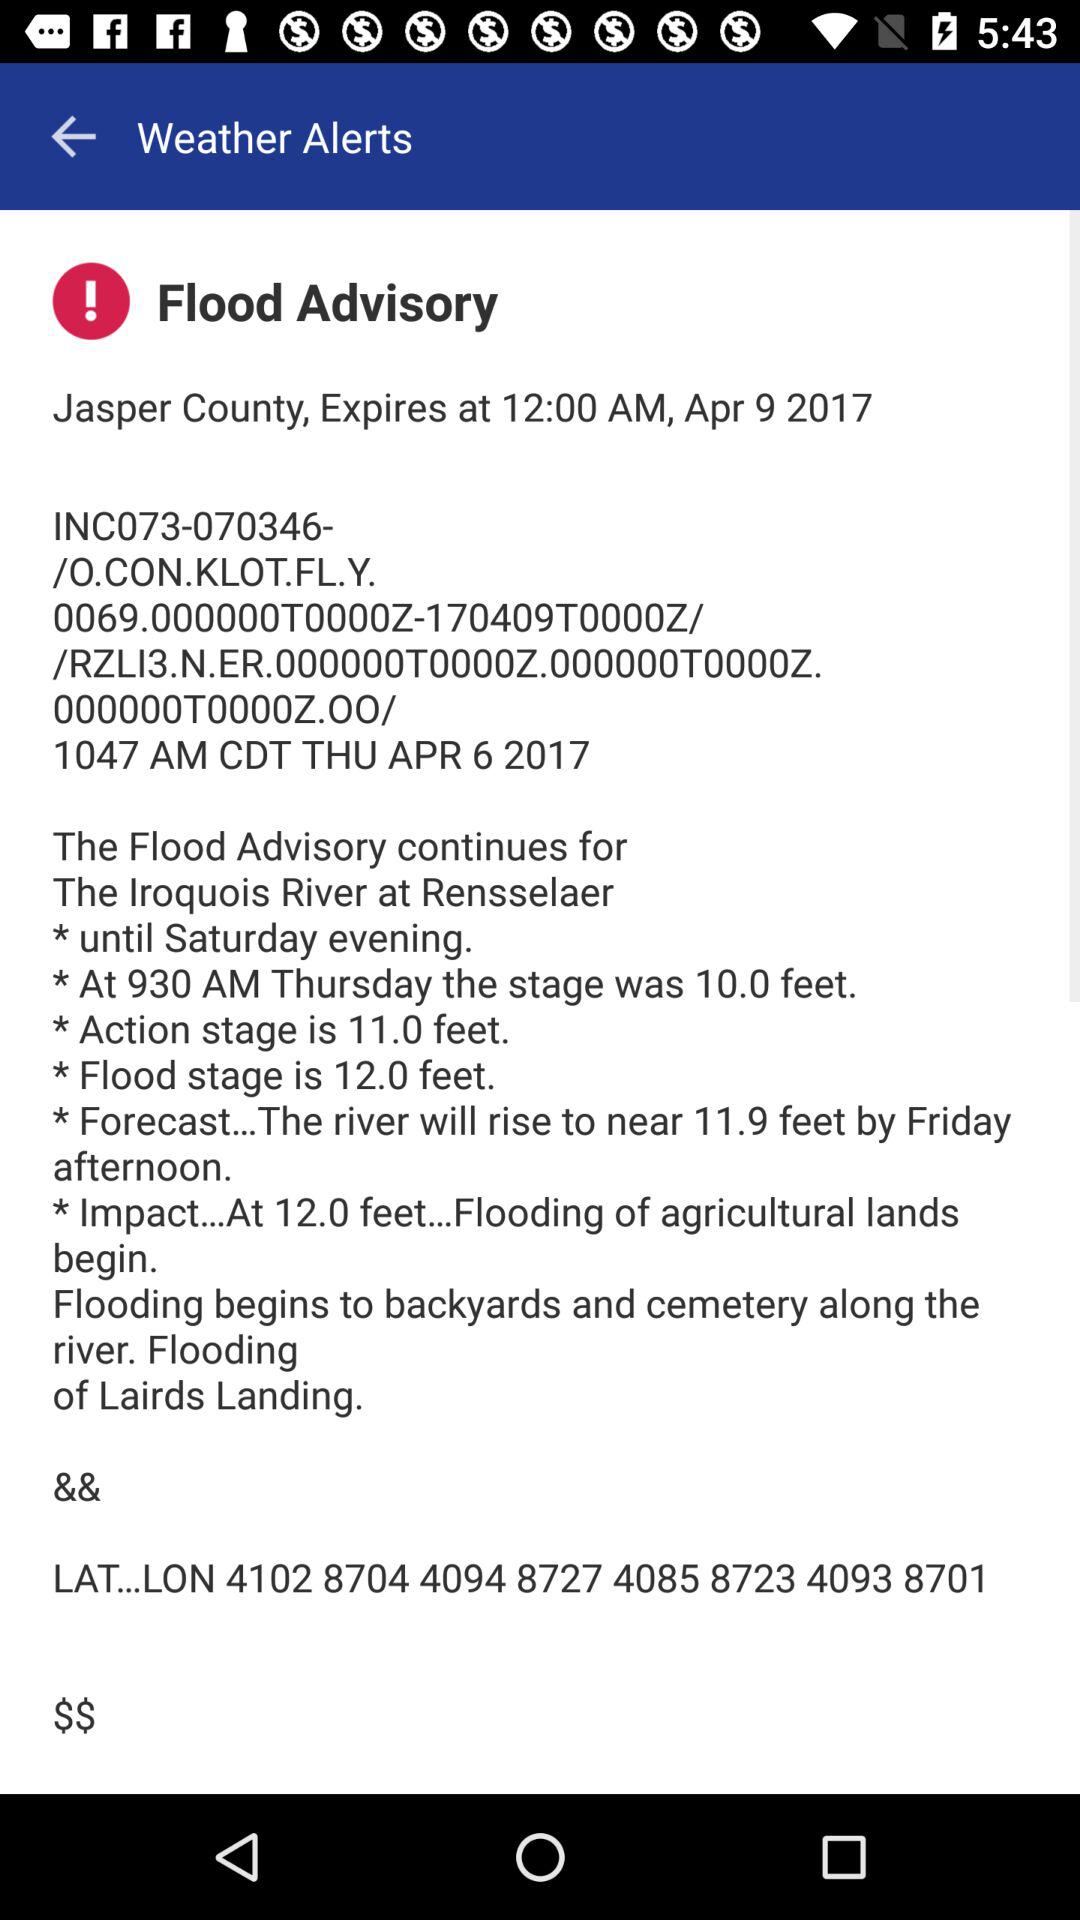 5:43
Weather Alerts
Flood Advisory
Jasper County, Expires at 12:00 AM, Apr 9 2017
INC073-070346-
/O.CON.KLOT.FL.Y.
0069.000000T0000Z-170409T0000Z/
/RZLI3.N.ER.000000T0000Z.000000T0000Z.
000000T0000Z.OO/
1047 AM CDT THU APR 6 2017
The Flood Advisory continues for
The Iroquois River at Rensselaer
* until Saturday evening.
* At 930 AM Thursday the stage was 10.0 feet.
* Action stage is 11.0 feet.
* Flood stage is 12.0 feet.
* Forecast...The river will rise to near 11.9 feet by Friday
afternoon.
* Impact...At 12.0 feet...Flooding of agricultural lands
begin.
Flooding begins to backyards and cemetery along the
river. Flooding
of Lairds Landing.
&&
LAT...LON 4102 8704 4094 8727 4085 8723 4093 8701
$$